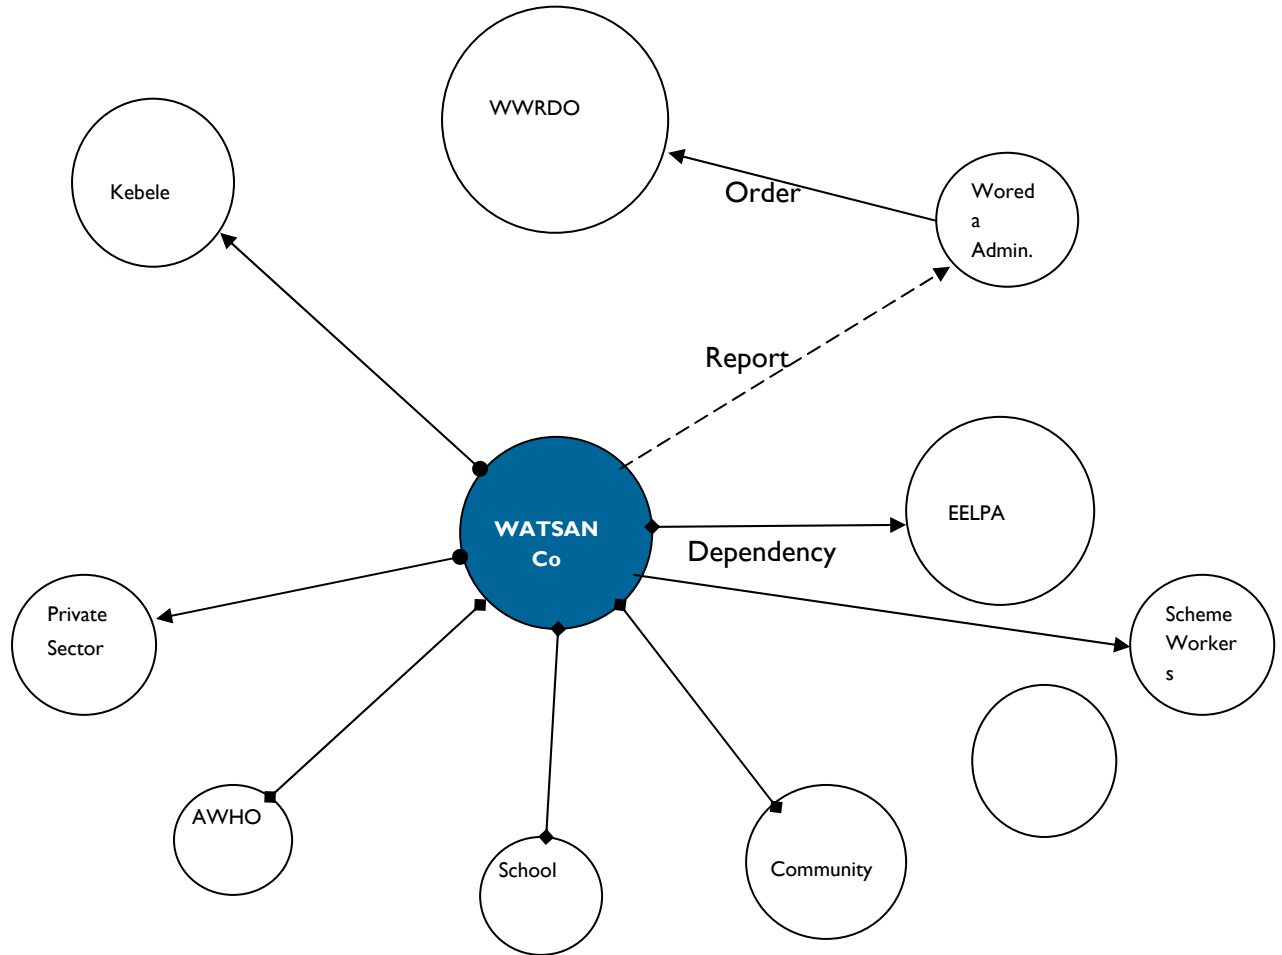 WWRDO
Kebele
Order
Wored
a
Admin.
Report
WATSAN
Co
EELPA
Dependency
Private
Sector
Scheme
Worker
s
AWHO
School
Community